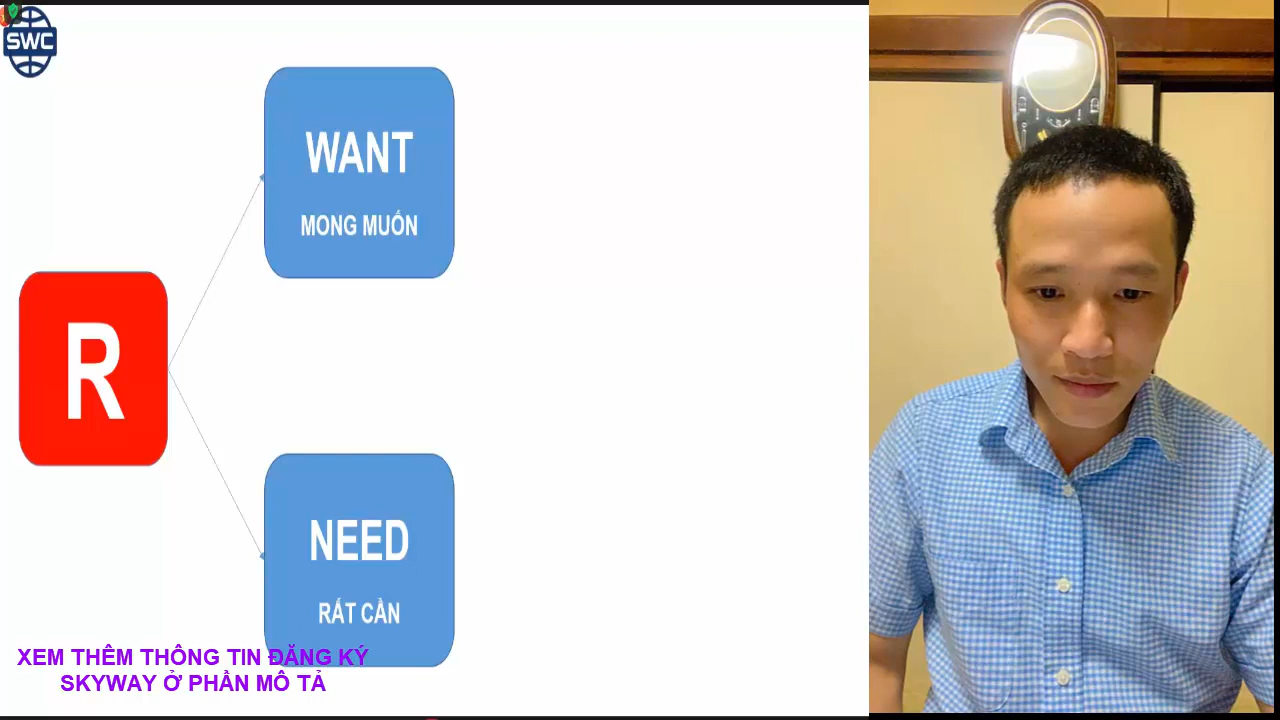 SWC
WANT
MONG MUỐN
R
NEED
RẤT CẦN
XEM THÊM THÔNG TIN ĐĂNG KÝ
SKYWAY Ở PHẦN MÔ TẢ